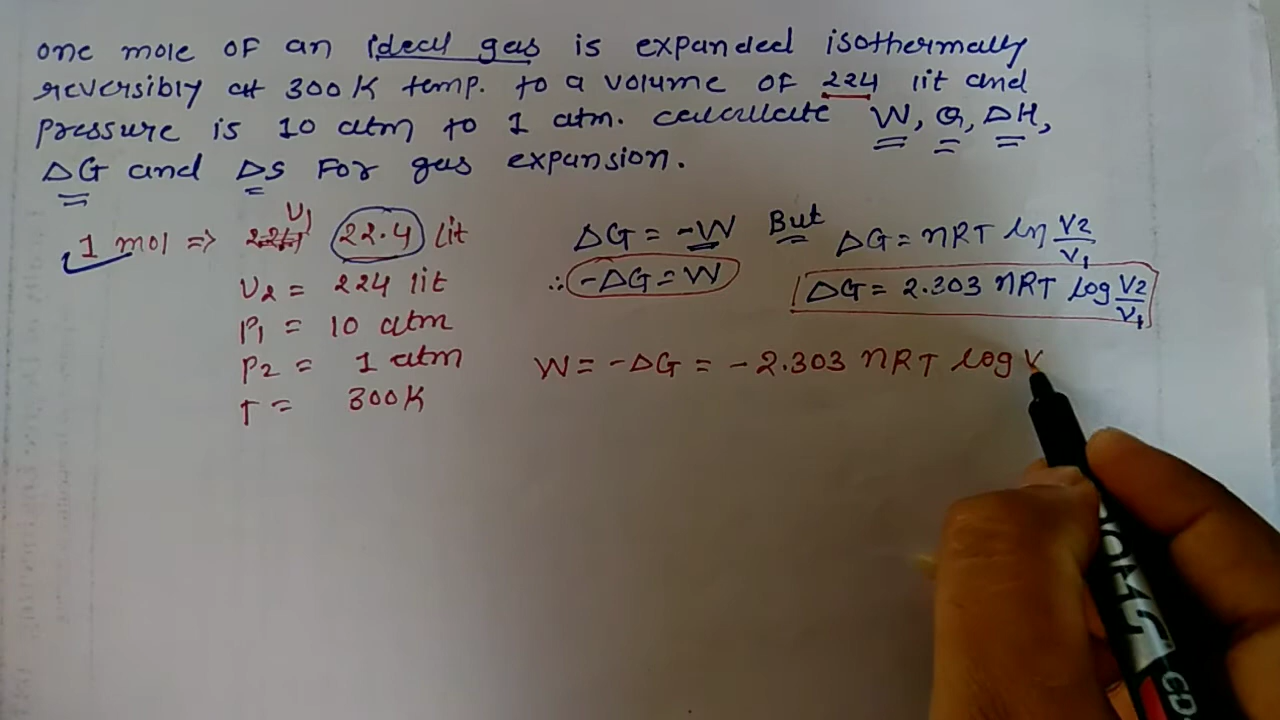 one mole of an ideal gas is expanded isothermally
reversibly at 300K temp. to a volume of 224 lit and
pressure is 10 atm to 1 atm. calculate W, Q, ΔH,
ΔG and ΔS For gas expansion.
1 mol => V1 22.4 lit
V2 = 224 lit
P1 = 10 atm
P2 = 1 atm
T = 300K
ΔG = -W But ΔG = nRT ln V2/V1
∴ -ΔG = W ΔG = 2.303 nRT log V2/V1
W = -ΔG = -2.303 nRT log V